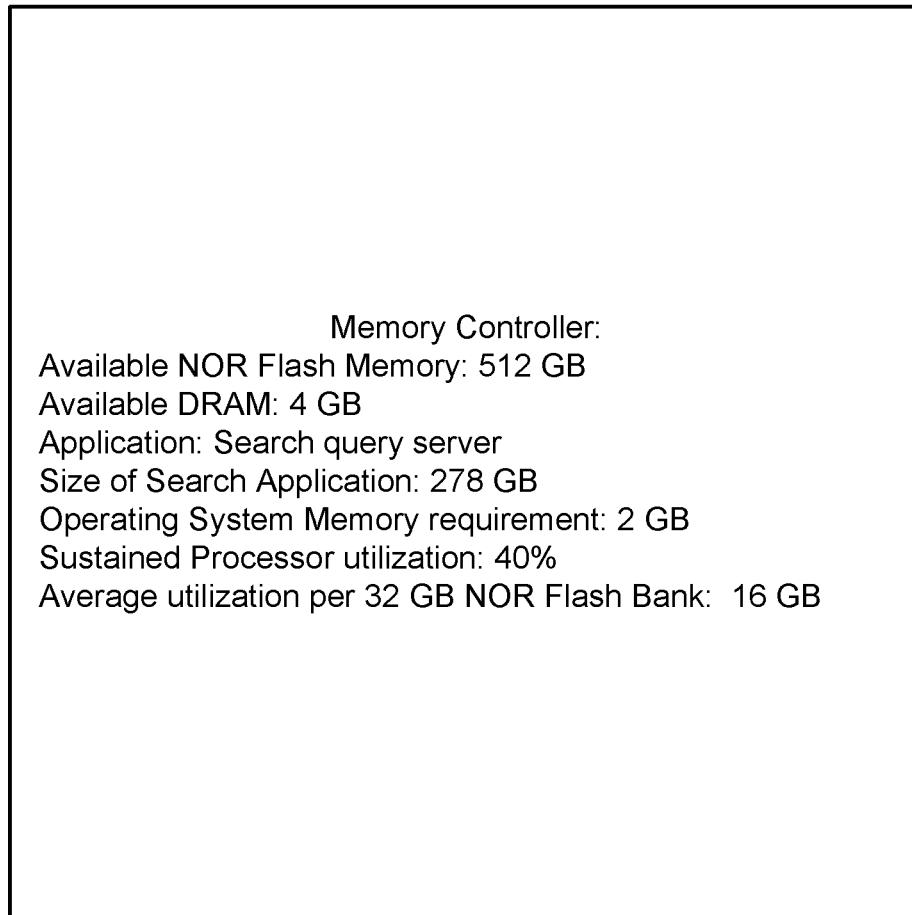 Memory Controller:
Available NOR Flash Memory: 512 GB
Available DRAM: 4 GB
Application: Search query server
Size of Search Application: 278 GB
Operating System Memory requirement: 2 GB
Sustained Processor utilization: 40%
Average utilization per 32 GB NOR Flash Bank:  16 GB